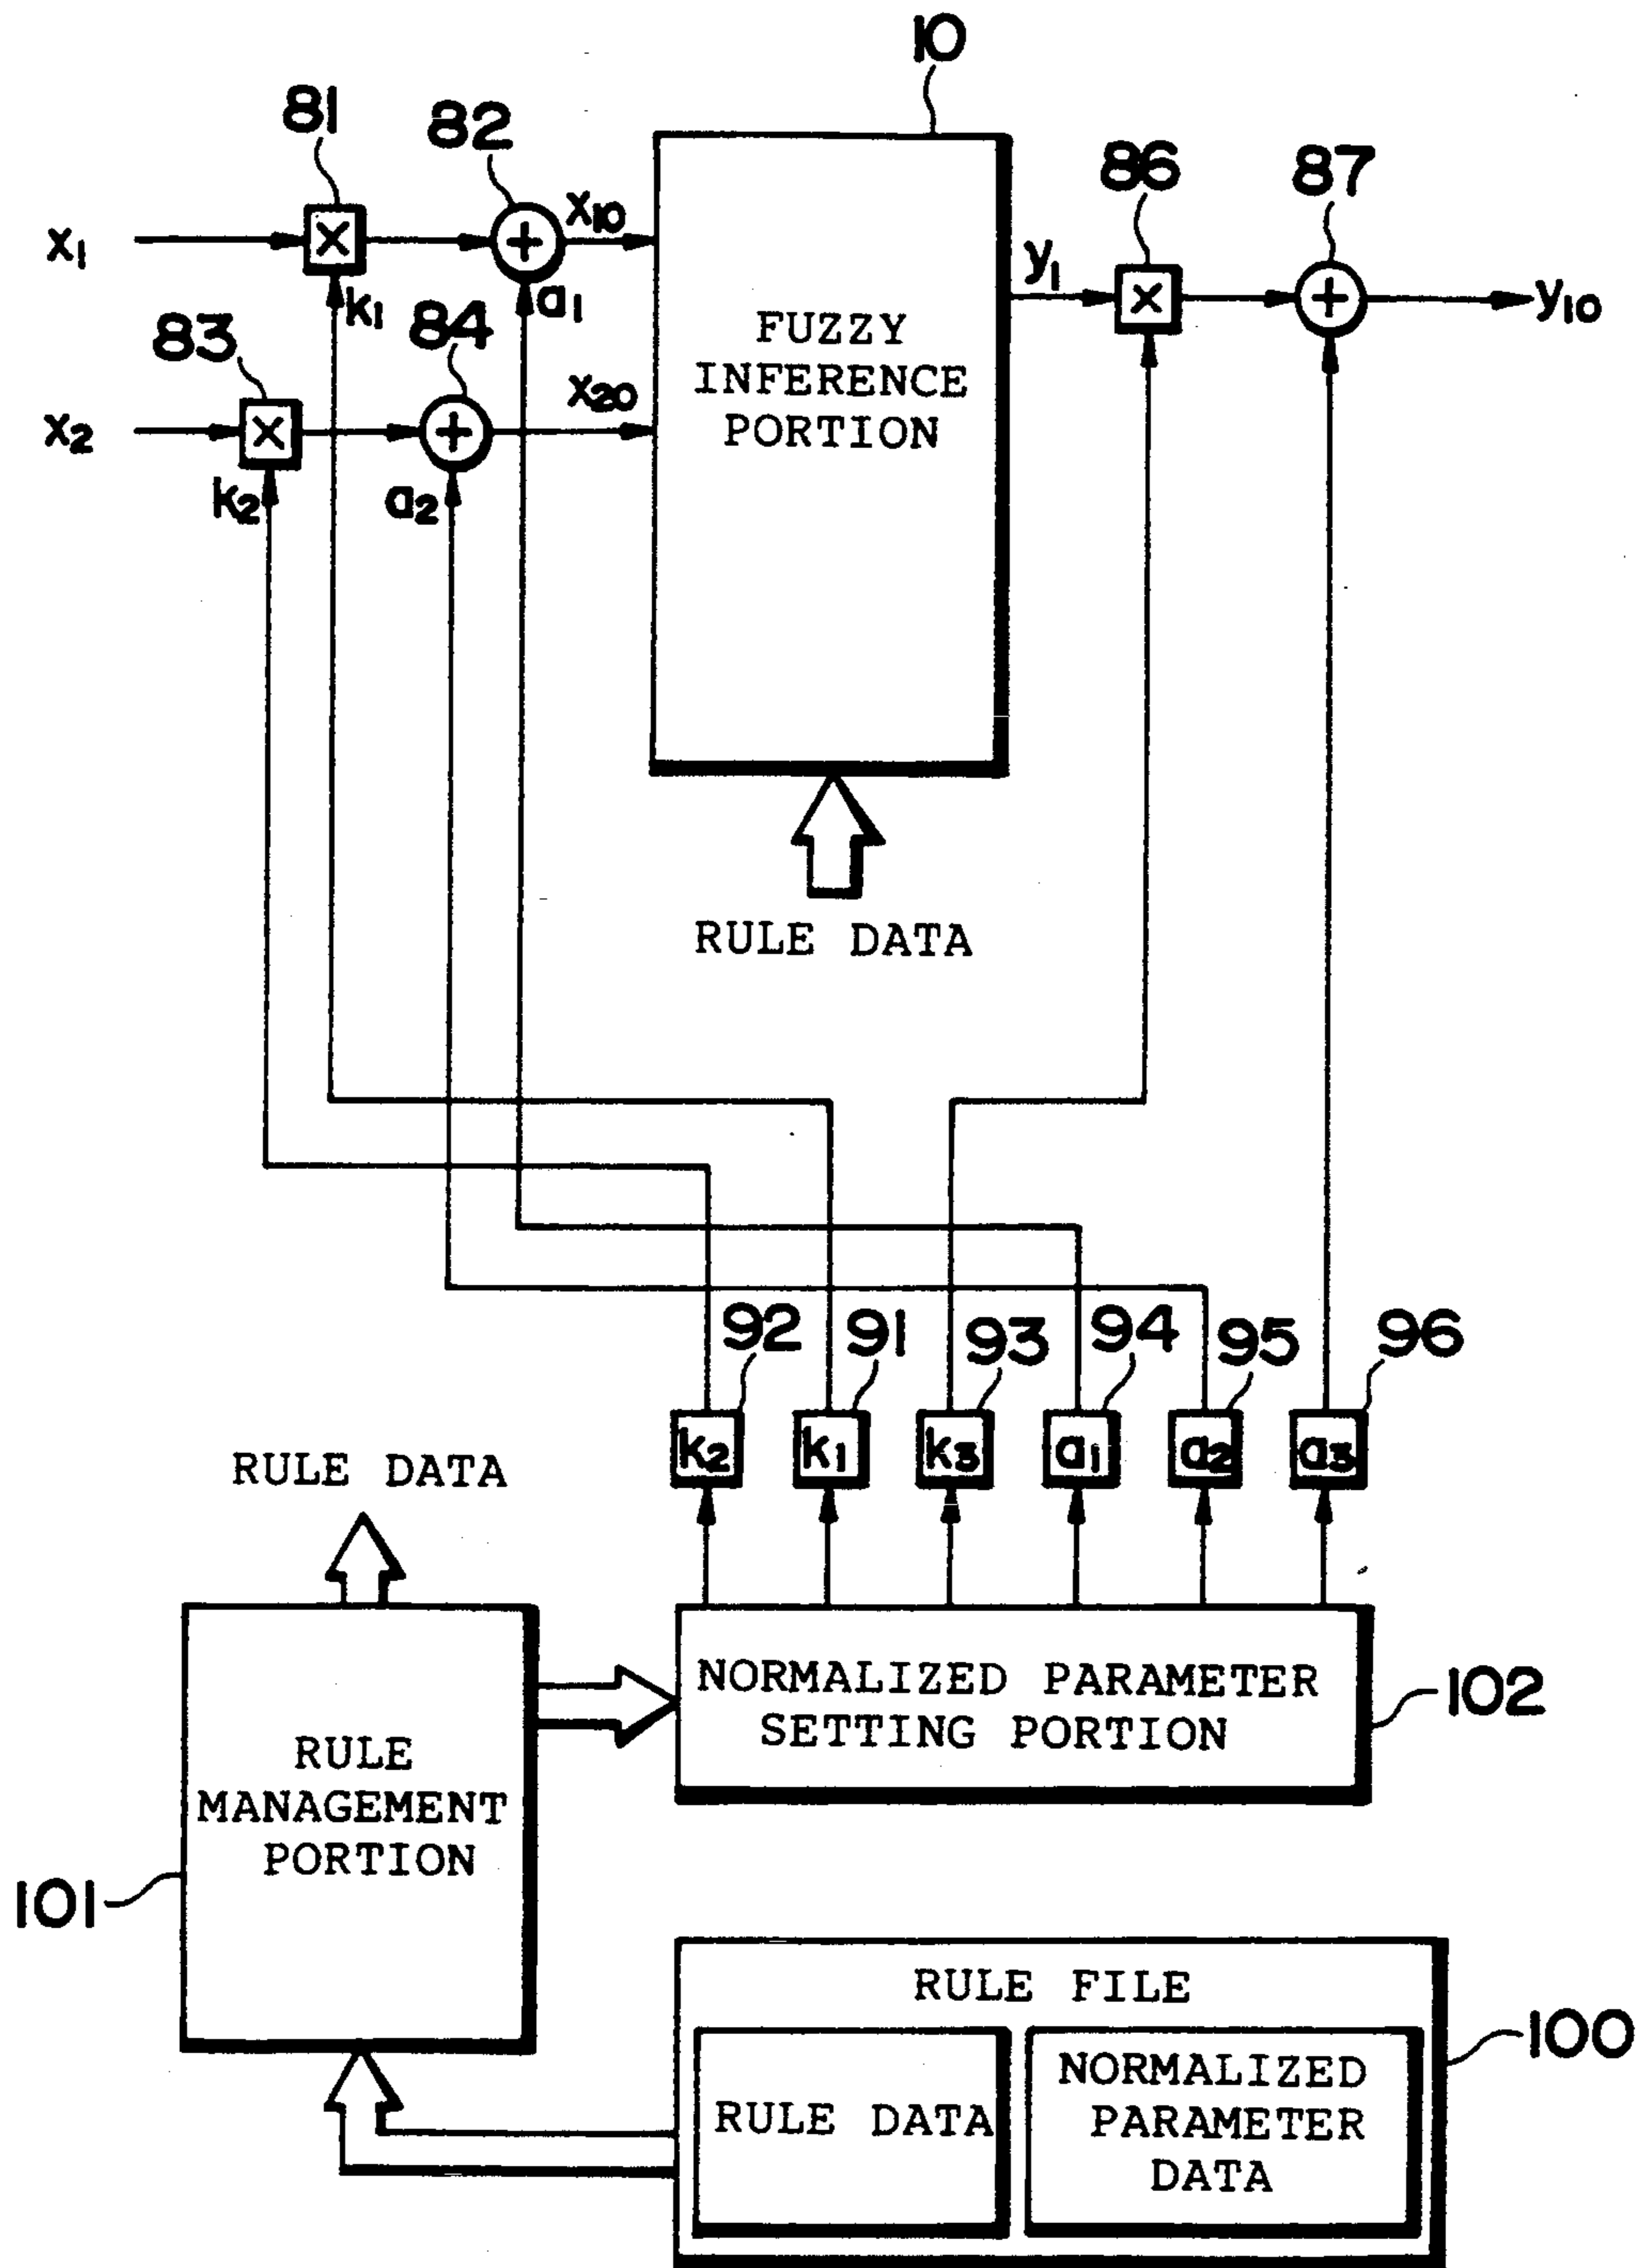 10
81
82
86
87
x₁
×
+
x₁₀
y₁
×
+
y₁₀
k₁
a₁
83
84
x₂
×
+
x₂₀
k₂
a₂
FUZZY
INFERENCE
PORTION
RULE DATA
92
91
93
94
95
96
k₂
k₁
k₃
a₁
a₂
a₃
RULE DATA
NORMALIZED PARAMETER
SETTING PORTION
102
RULE
MANAGEMENT
PORTION
101
RULE FILE
100
RULE DATA
NORMALIZED
PARAMETER
DATA